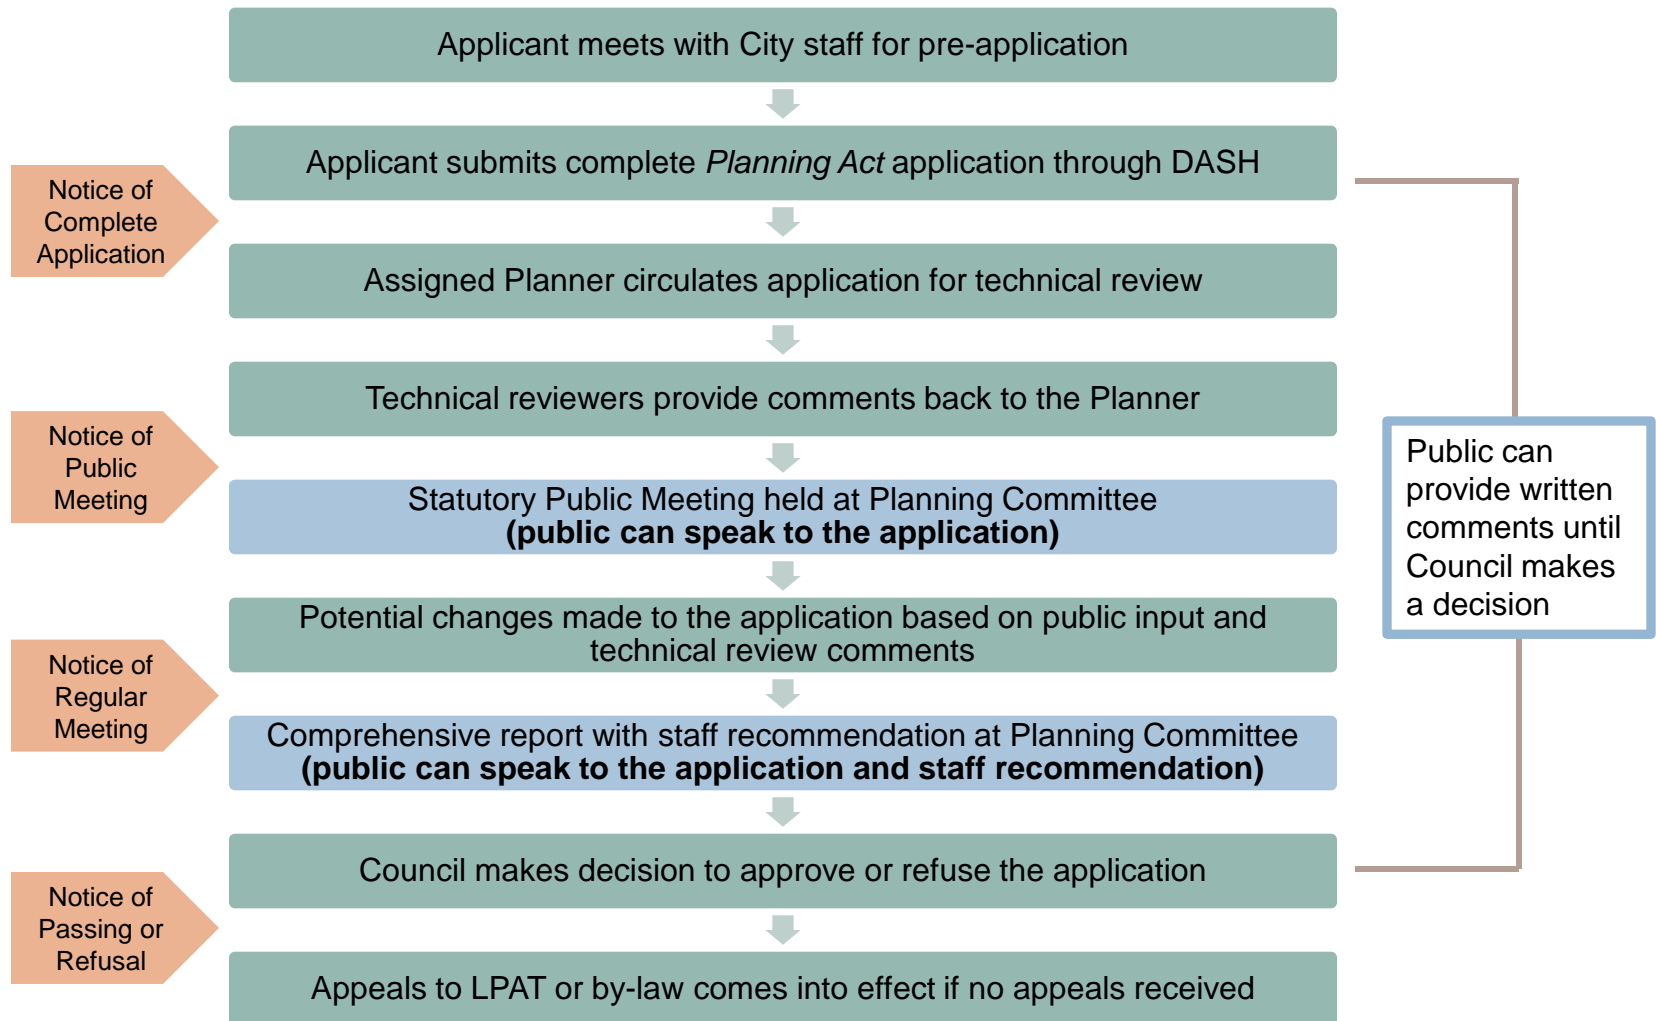 Applicant meets with City staff for pre-application
Applicant submits complete Planning Act application through DASH
Notice of
Complete
Application
Assigned Planner circulates application for technical review
Technical reviewers provide comments back to the Planner
Notice of
Public
Meeting
Statutory Public Meeting held at Planning Committee
(public can speak to the application)
Potential changes made to the application based on public input and
technical review comments
Notice of
Regular
Meeting
Comprehensive report with staff recommendation at Planning Committee
(public can speak to the application and staff recommendation)
Council makes decision to approve or refuse the application
Notice of
Passing or
Refusal
Appeals to LPAT or by-law comes into effect if no appeals received
Public can
provide written
comments until
Council makes
a decision